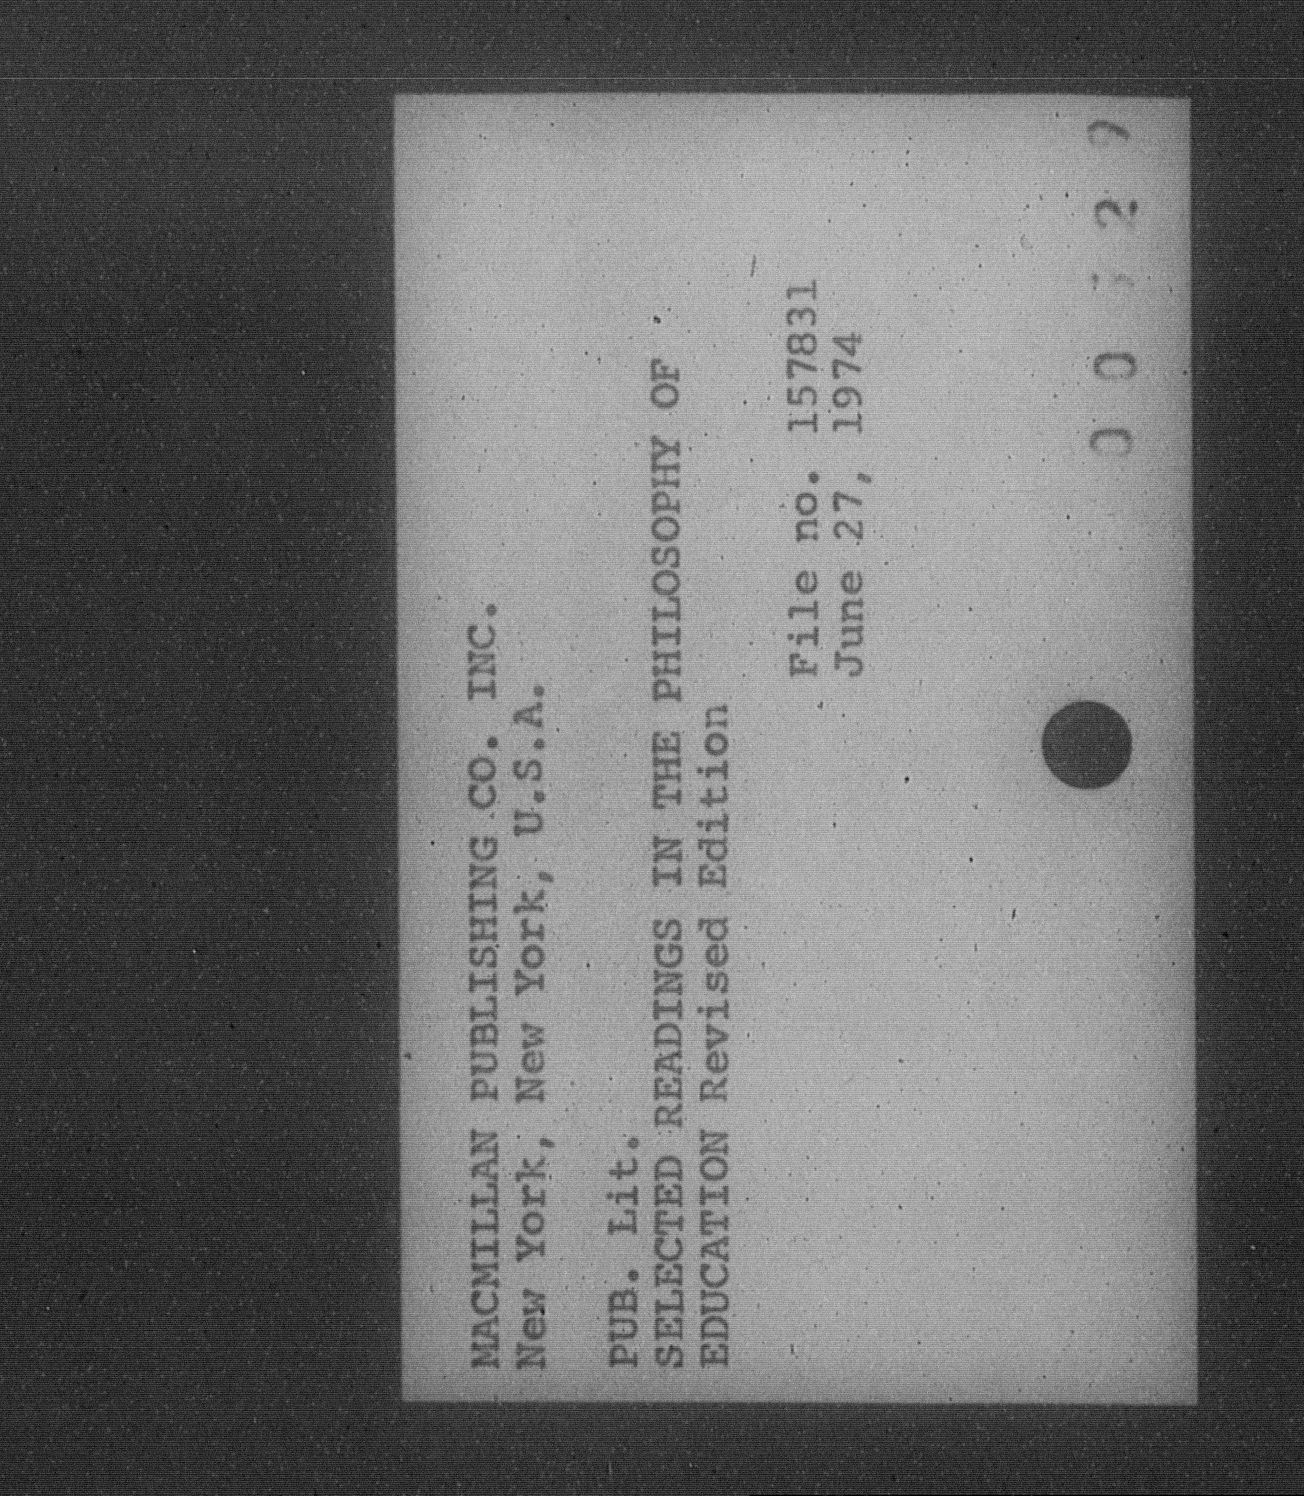 MACMILLAN PUBLISHING CO. INC.
New York, New York, U.S.A.
PUB. Lit.
SELECTED READINGS IN THE PHILOSOPHY OF
EDUCATION Revised Edition
File no. 157831
June 27, 1974